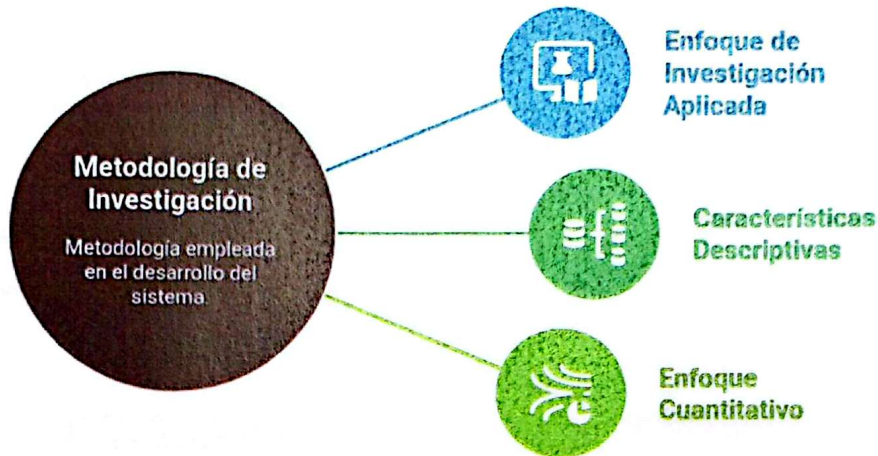 Metodología de
Investigación
Metodología empleada
en el desarrollo del
sistema.
Enfoque de
Investigación
Aplicada
Características
Descriptivas
Enfoque
Cuantitativo